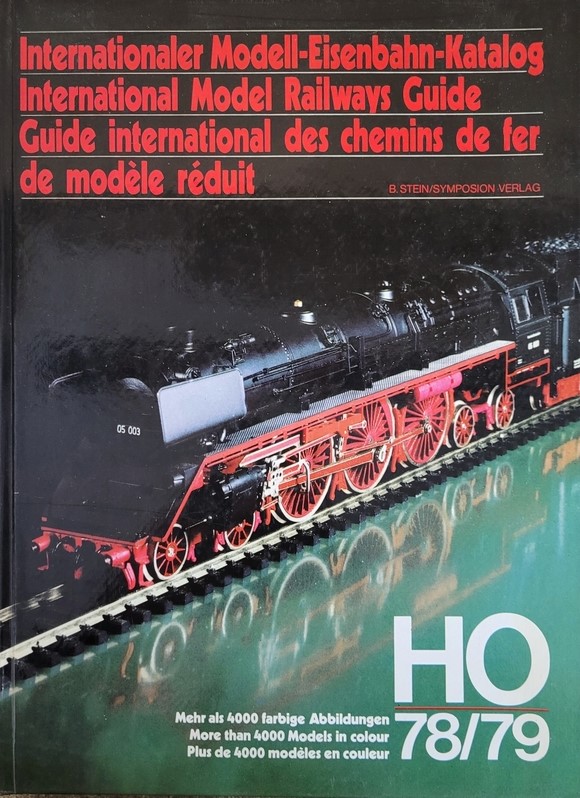 Internationaler Modell-Eisenbahn-Katalog
International Model Railways Guide
Guide international des chemins de fer
de modèle réduit
B. STEIN/SYMPOSION VERLAG
05 003
HO
78/79
Mehr als 4000 farbige Abbildungen
More than 4000 Models in colour
Plus de 4000 modèles en couleur